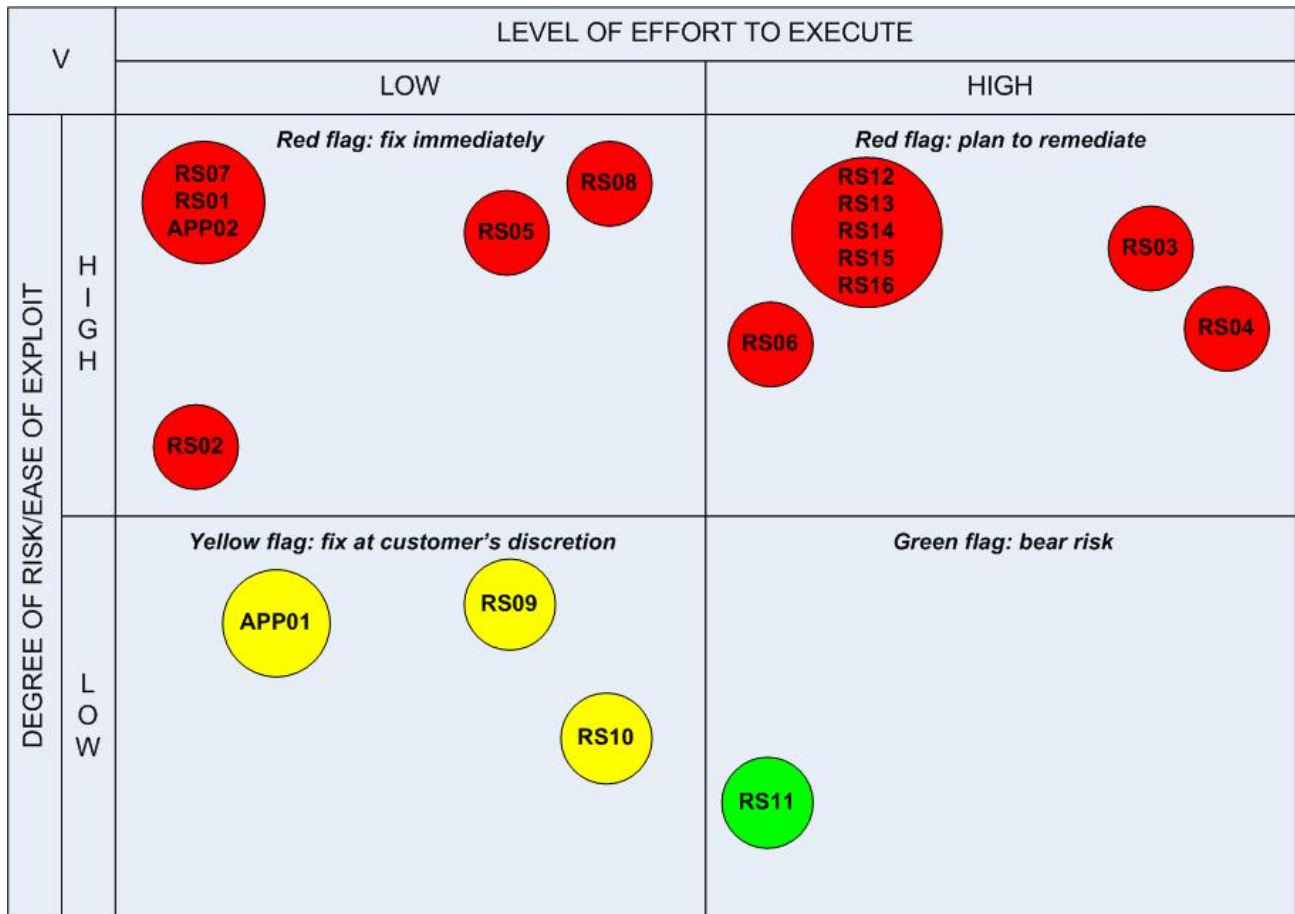 V
LEVEL OF EFFORT TO EXECUTE
LOW
HIGH
DEGREE OF RISK/EASE OF EXPLOIT
HIGH
Red flag: fix immediately
RS07
RS01
APP02
RS05
RS08
RS02
Red flag: plan to remediate
RS12
RS13
RS14
RS15
RS16
RS03
RS04
RS06
LOW
Yellow flag: fix at customer's discretion
APP01
RS09
RS10
Green flag: bear risk
RS11